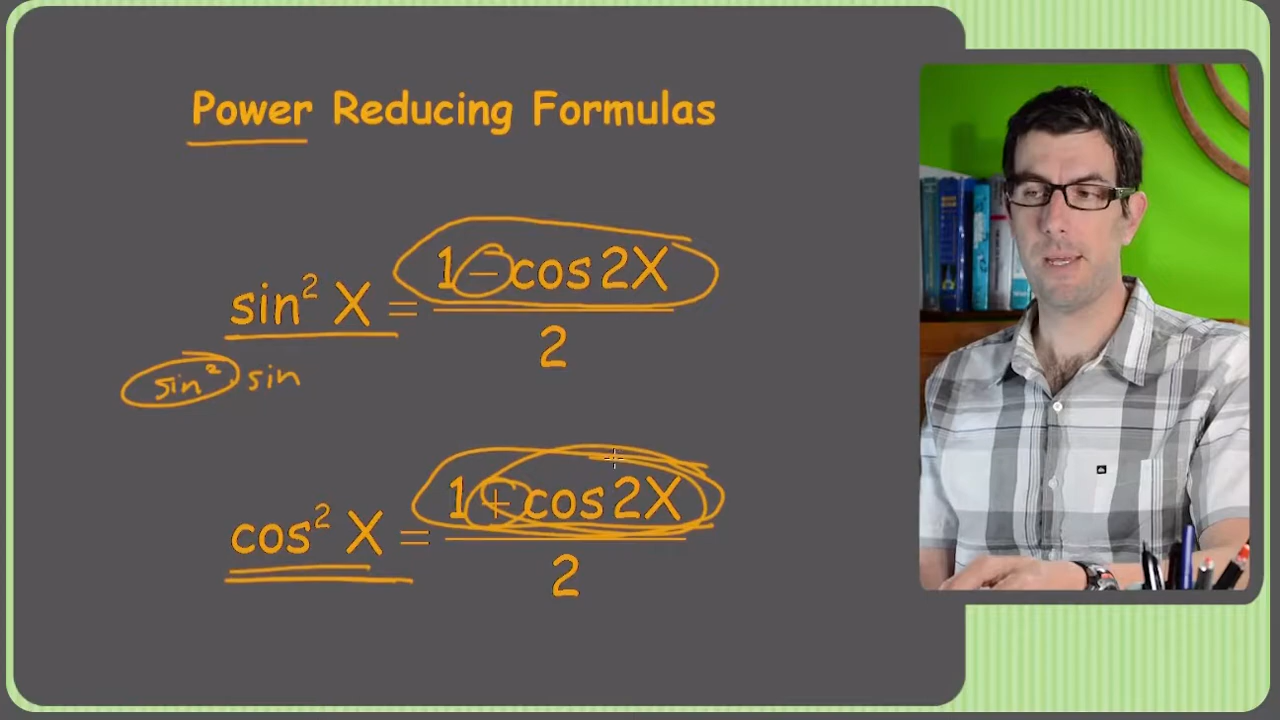 Power Reducing Formulas
sin² X = (1 − cos 2X) / 2
sin² · sin
cos² X = (1 + cos 2X) / 2